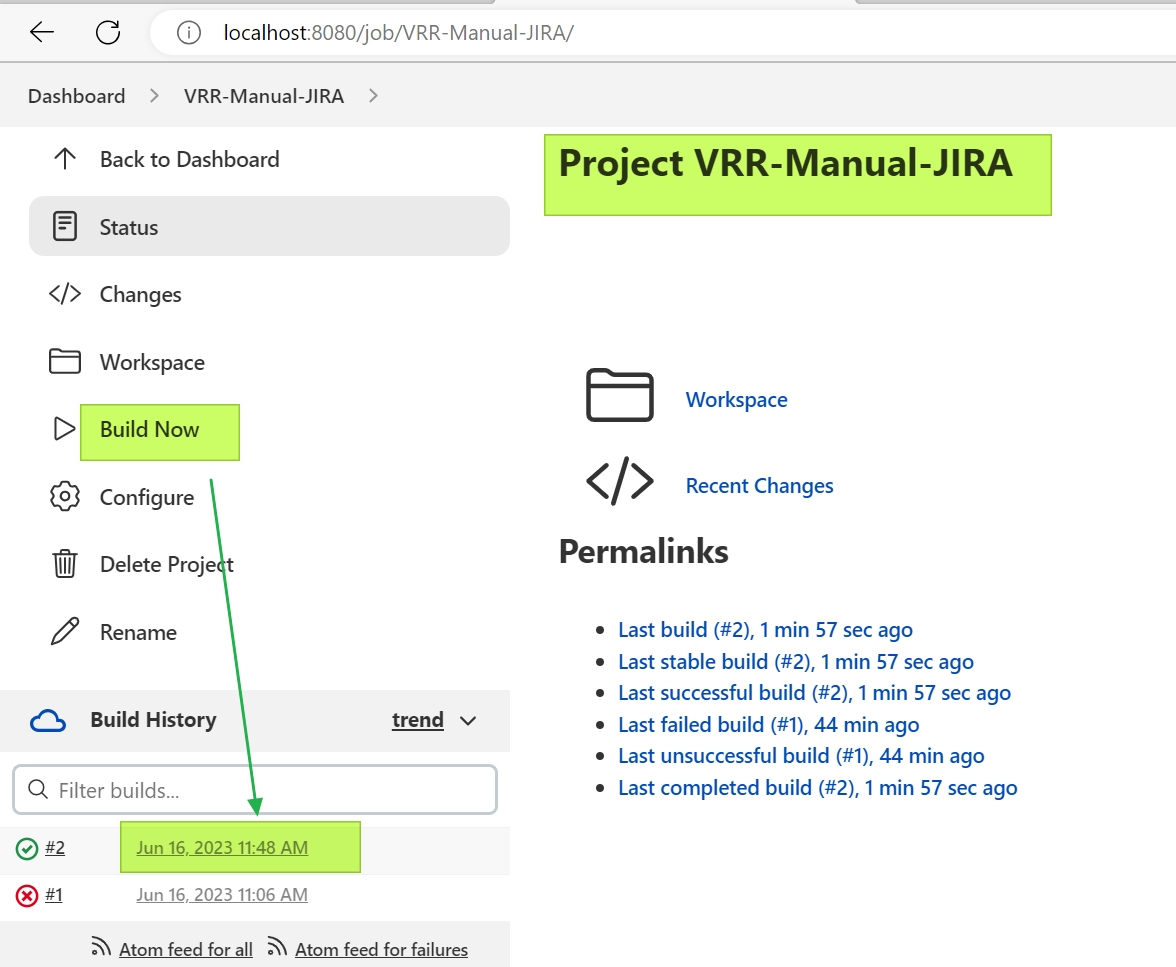 localhost:8080/job/VRR-Manual-JIRA/
Dashboard VRR-Manual-JIRA
Back to Dashboard
Status
Changes
Workspace
Build Now
Configure
Delete Project
Rename
Build History trend
Filter builds...
#2 Jun 16, 2023 11:48 AM
#1 Jun 16, 2023 11:06 AM
Atom feed for all Atom feed for failures
Project VRR-Manual-JIRA
Workspace
Recent Changes
Permalinks
Last build (#2), 1 min 57 sec ago
Last stable build (#2), 1 min 57 sec ago
Last successful build (#2), 1 min 57 sec ago
Last failed build (#1), 44 min ago
Last unsuccessful build (#1), 44 min ago
Last completed build (#2), 1 min 57 sec ago